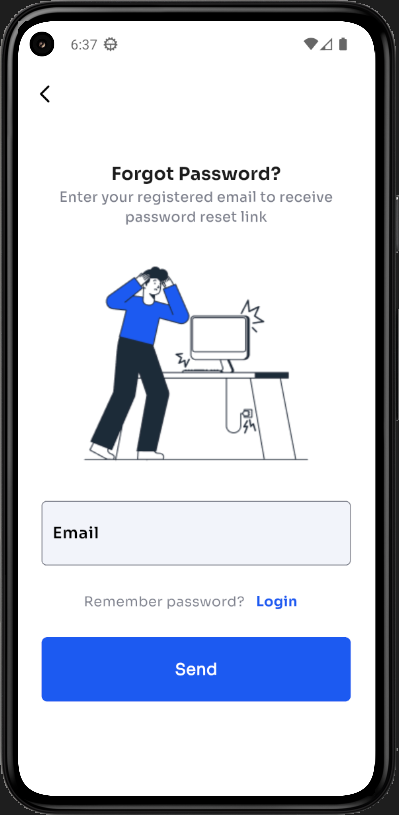 6:37
Forgot Password?
Enter your registered email to receive
password reset link
Email
Remember password? Login
Send